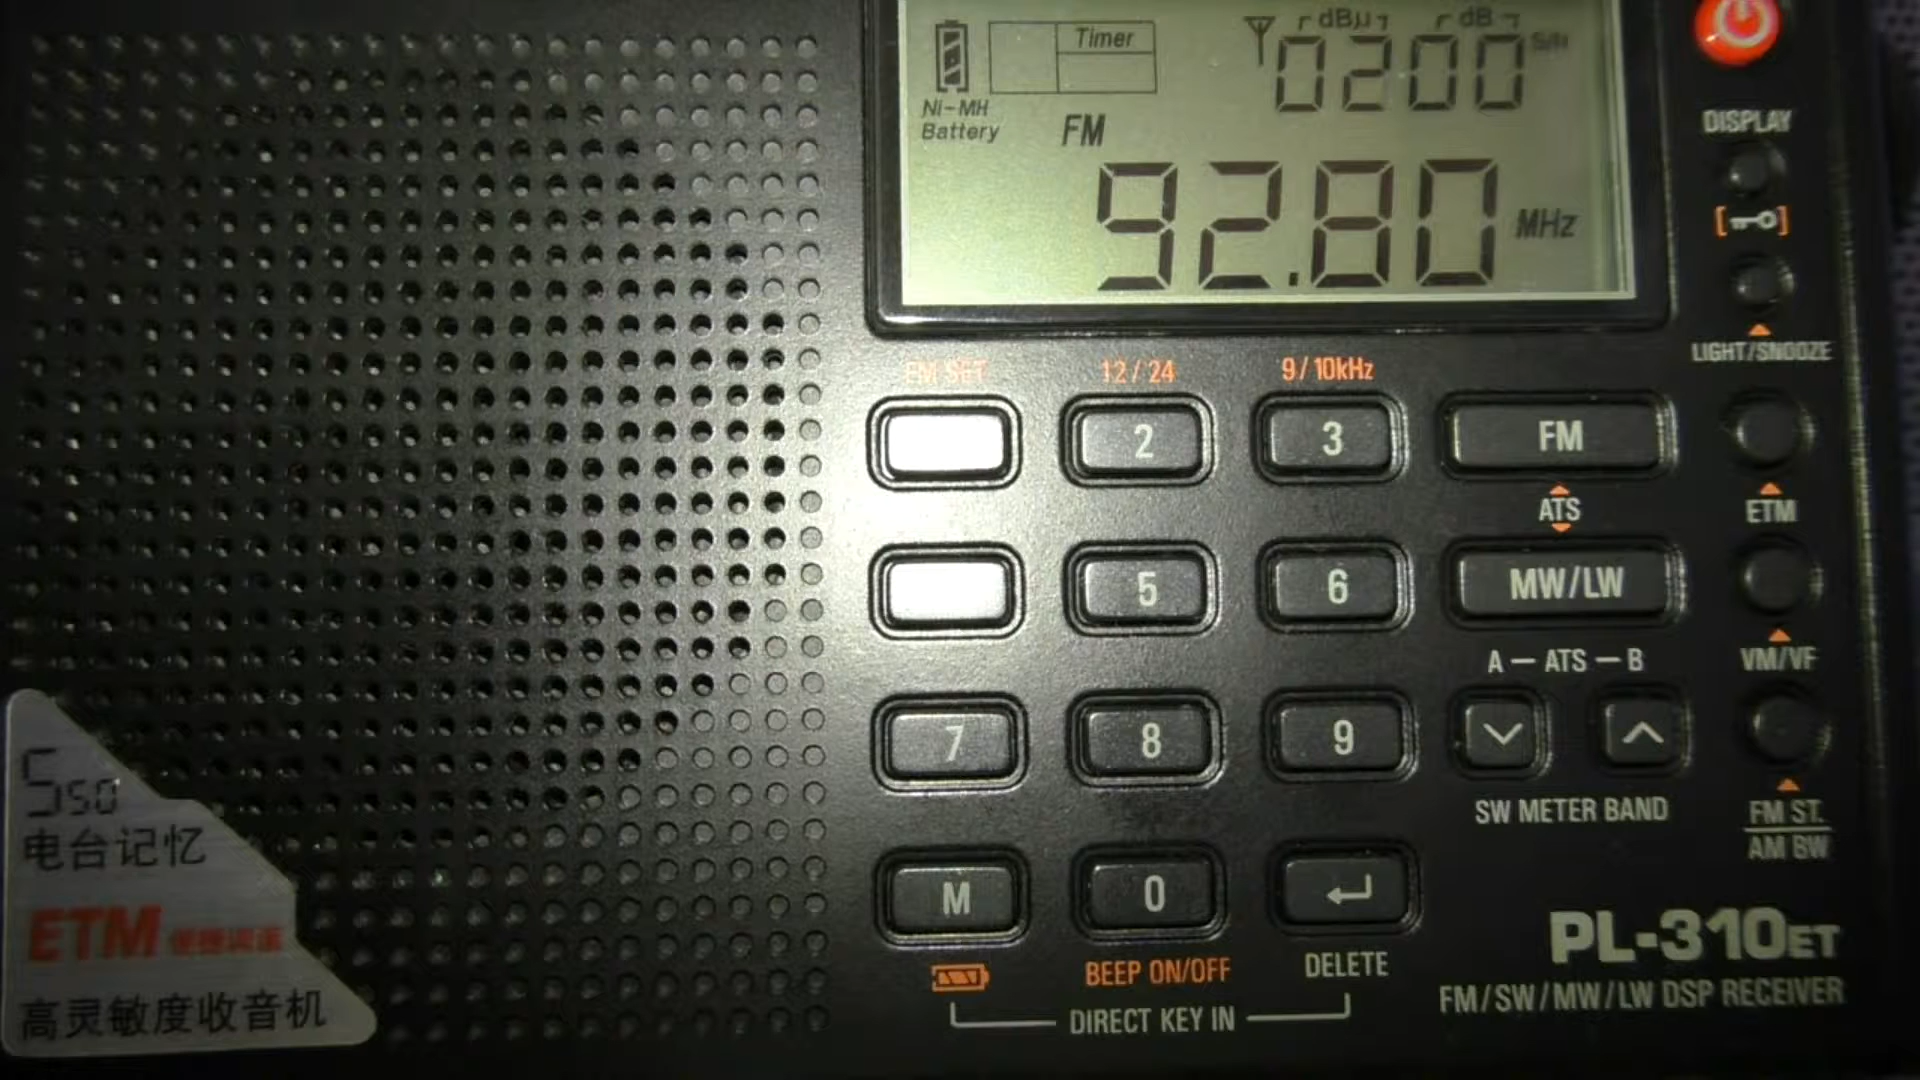 Timer
dBμ dB
0200 S/N
Ni-MH
Battery
FM
92.80 MHz
DISPLAY
LIGHT/SNOOZE
FM SET 12/24 9/10kHz
2 3 FM
ATS ETM
5 6 MW/LW
A — ATS — B VM/VF
7 8 9
SW METER BAND FM ST.
AM BW
M 0
BEEP ON/OFF DELETE
DIRECT KEY IN
PL-310ET
FM/SW/MW/LW DSP RECEIVER
550
电台记忆
ETM
高灵敏度收音机